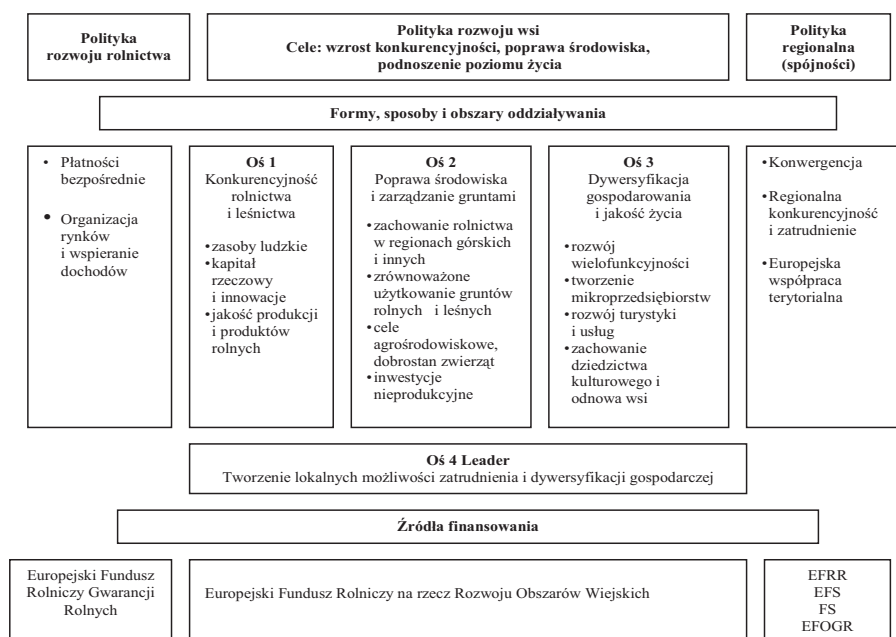 Polityka
rozwoju rolnictwa
Polityka rozwoju wsi
Cele: wzrost konkurencyjności, poprawa środowiska,
podnoszenie poziomu życia
Polityka
regionalna
(spójności)
Formy, sposoby i obszary oddziaływania
• Płatności
bezpośrednie
• Organizacja
rynków
i wspieranie
dochodów
Oś 1
Konkurencyjność
rolnictwa
i leśnictwa
• zasoby ludzkie
• kapitał
rzeczowy
i innowacje
• jakość produkcji
i produktów
rolnych
Oś 2
Poprawa środowiska
i zarządzanie gruntami
• zachowanie rolnictwa
w regionach górskich
i innych
• zrównoważone
użytkowanie gruntów
rolnych i leśnych
• cele
agrośrodowiskowe,
dobrostan zwierząt
• inwestycje
nieprodukcyjne
Oś 3
Dywersyfikacja
gospodarowania
i jakość życia
• rozwój
wielofunkcyjności
• tworzenie
mikroprzedsiębiorstw
• rozwój turystyki
i usług
• zachowanie
dziedzictwa
kulturowego i
odnowa wsi
• Konwergencja
• Regionalna
konkurencyjność
i zatrudnienie
• Europejska
współpraca
terytorialna
Oś 4 Leader
Tworzenie lokalnych możliwości zatrudnienia i dywersyfikacji gospodarczej
Źródła finansowania
Europejski Fundusz
Rolniczy Gwarancji
Rolnych
Europejski Fundusz Rolniczy na rzecz Rozwoju Obszarów Wiejskich
EFRR
EFS
FS
EFOGR